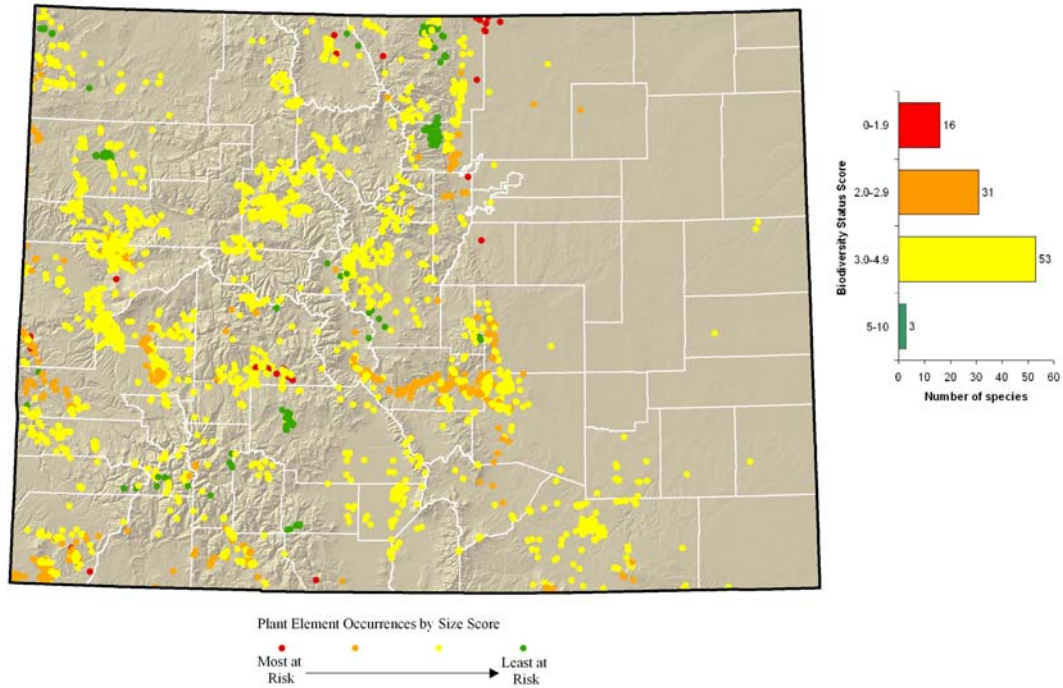 0-1.9
16
2.0-2.9
31
3.0-4.9
53
5-10
3
Biodiversity Status Score
0 10 20 30 40 50 60
Number of species
Plant Element Occurrences by Size Score
Most at Risk
Least at Risk